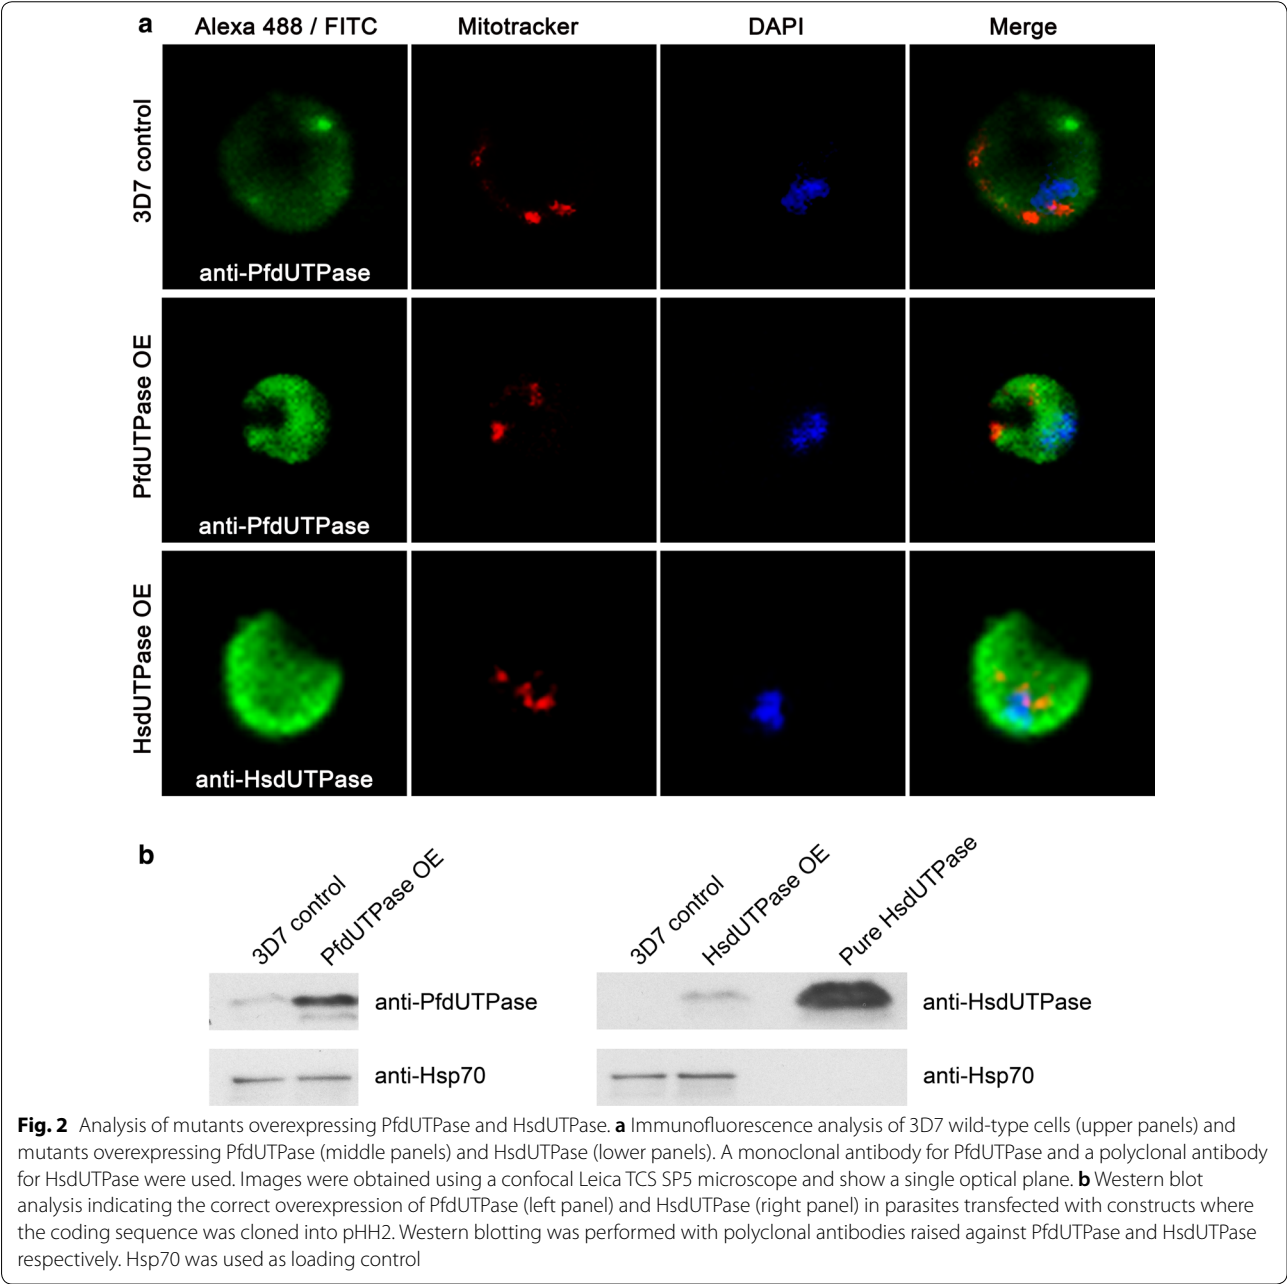 a
Alexa 488 / FITC Mitotracker DAPI Merge
3D7 control
anti-PfdUTPase
PfdUTPase OE
anti-PfdUTPase
HsdUTPase OE
anti-HsdUTPase
b
3D7 control
PfdUTPase OE
3D7 control
HsdUTPase OE
Pure HsdUTPase
anti-PfdUTPase
anti-HsdUTPase
anti-Hsp70
anti-Hsp70
Fig. 2 Analysis of mutants overexpressing PfdUTPase and HsdUTPase. a Immunofluorescence analysis of 3D7 wild-type cells (upper panels) and
mutants overexpressing PfdUTPase (middle panels) and HsdUTPase (lower panels). A monoclonal antibody for PfdUTPase and a polyclonal antibody
for HsdUTPase were used. Images were obtained using a confocal Leica TCS SP5 microscope and show a single optical plane. b Western blot
analysis indicating the correct overexpression of PfdUTPase (left panel) and HsdUTPase (right panel) in parasites transfected with constructs where
the coding sequence was cloned into pHH2. Western blotting was performed with polyclonal antibodies raised against PfdUTPase and HsdUTPase
respectively. Hsp70 was used as loading control